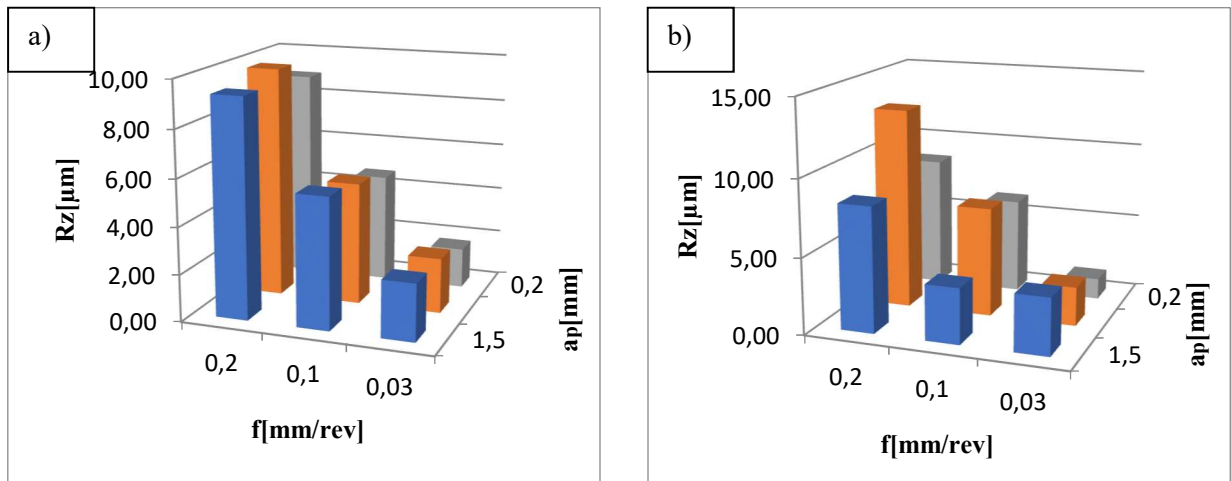 a)
10,00
8,00
6,00
4,00
2,00
0,00
Rz[µm]
0,2
0,1
0,03
f[mm/rev]
0,2
1,5
ap[mm]
b)
15,00
10,00
5,00
0,00
Rz[µm]
0,2
0,1
0,03
f[mm/rev]
0,2
1,5
ap[mm]